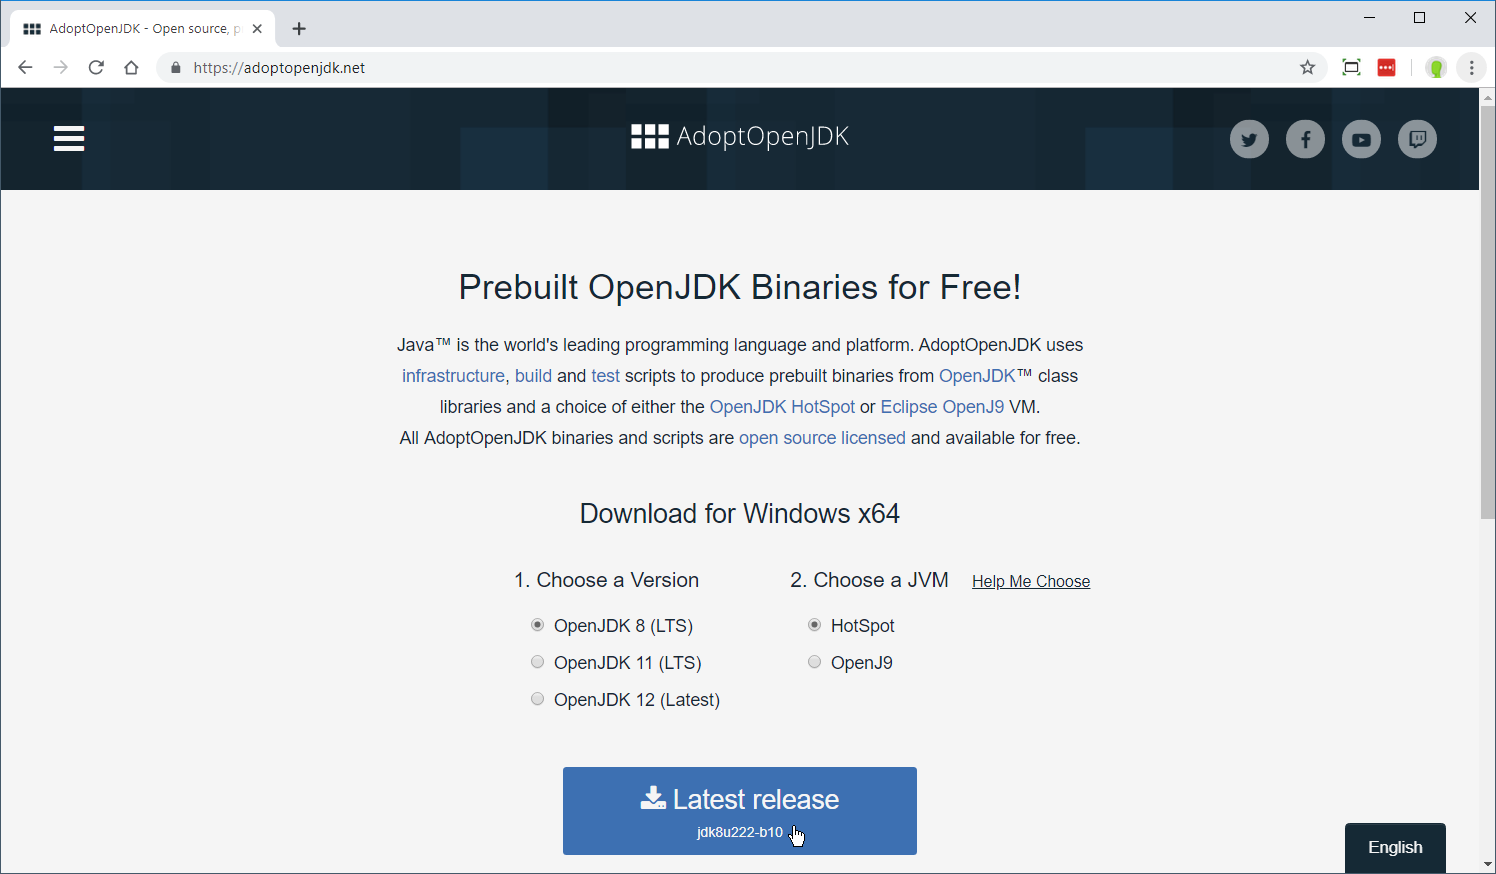 AdoptOpenJDK - Open source, p
https://adoptopenjdk.net
AdoptOpenJDK
Prebuilt OpenJDK Binaries for Free!
Java™ is the world's leading programming language and platform. AdoptOpenJDK uses
infrastructure, build and test scripts to produce prebuilt binaries from OpenJDK™ class
libraries and a choice of either the OpenJDK HotSpot or Eclipse OpenJ9 VM.
All AdoptOpenJDK binaries and scripts are open source licensed and available for free.
Download for Windows x64
1. Choose a Version
2. Choose a JVM
Help Me Choose
OpenJDK 8 (LTS)
HotSpot
OpenJDK 11 (LTS)
OpenJ9
OpenJDK 12 (Latest)
Latest release
jdk8u222-b10
English